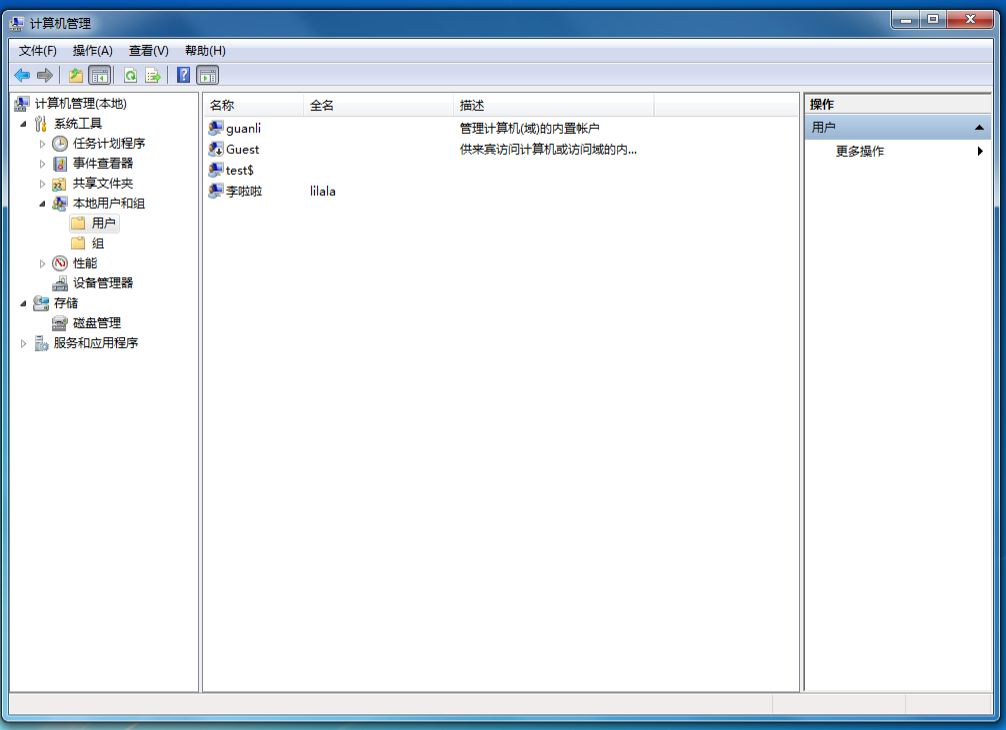 计算机管理
文件(F) 操作(A) 查看(V) 帮助(H)
计算机管理(本地)
系统工具
任务计划程序
事件查看器
共享文件夹
本地用户和组
用户
组
性能
设备管理器
存储
磁盘管理
服务和应用程序
名称 全名 描述
guanli 管理计算机(域)的内置帐户
Guest 供来宾访问计算机或访问域的内...
test$
李啦啦 lilala
操作
用户
更多操作